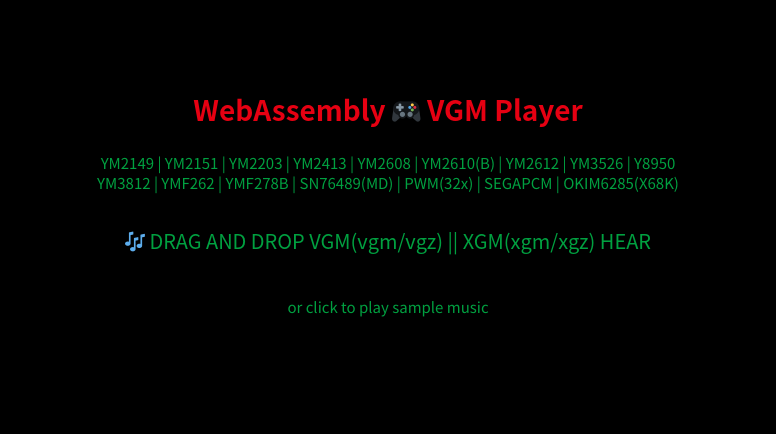 WebAssembly 🎮 VGM Player
YM2149 | YM2151 | YM2203 | YM2413 | YM2608 | YM2610(B) | YM2612 | YM3526 | Y8950
YM3812 | YMF262 | YMF278B | SN76489(MD) | PWM(32x) | SEGAPCM | OKIM6285(X68K)
🎶 DRAG AND DROP VGM(vgm/vgz) || XGM(xgm/xgz) HEAR
or click to play sample music